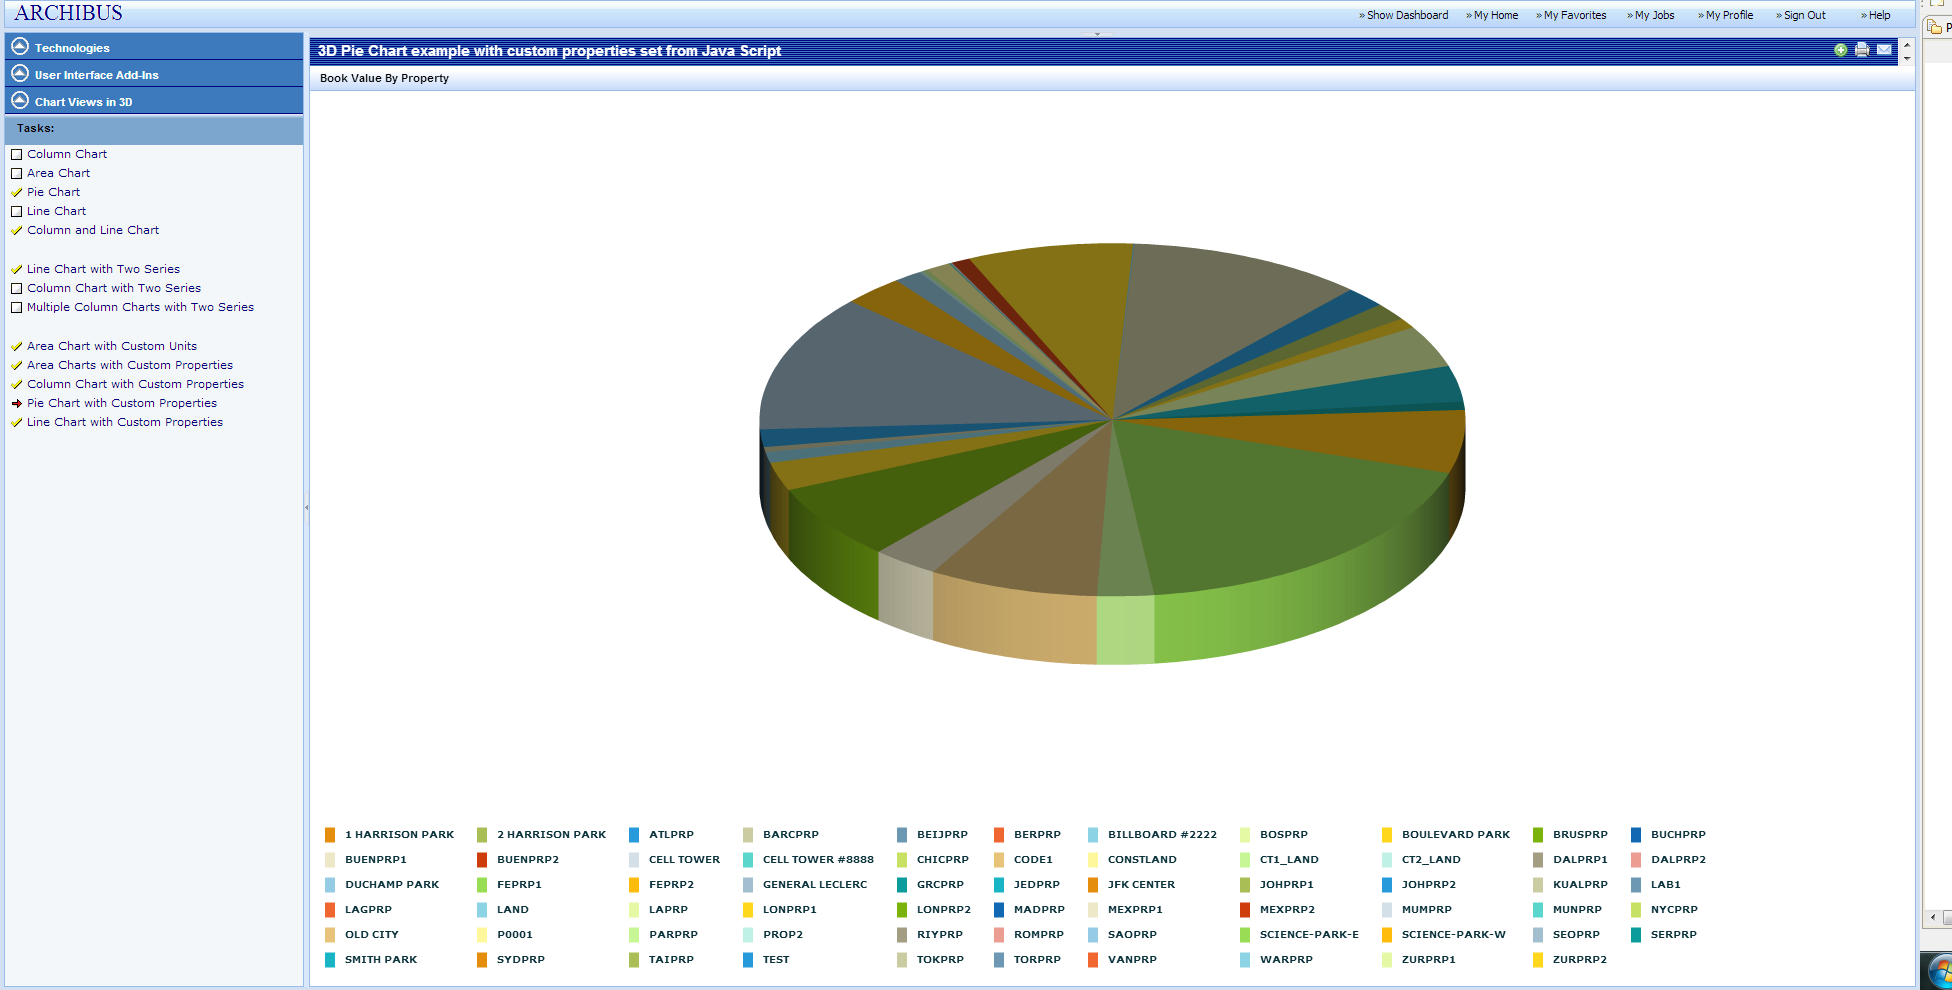 ARCHIBUS
» Show Dashboard » My Home » My Favorites » My Jobs » My Profile » Sign Out » Help
Technologies
User Interface Add-Ins
Chart Views in 3D
Tasks:
Column Chart
Area Chart
Pie Chart
Line Chart
Column and Line Chart
Line Chart with Two Series
Column Chart with Two Series
Multiple Column Charts with Two Series
Area Chart with Custom Units
Area Charts with Custom Properties
Column Chart with Custom Properties
Pie Chart with Custom Properties
Line Chart with Custom Properties
3D Pie Chart example with custom properties set from Java Script
Book Value By Property
1 HARRISON PARK 2 HARRISON PARK ATLPRP BARCPRP BEIJPRP BERPRP BILLBOARD #2222 BOSPRP BOULEVARD PARK BRUSPRP BUCHPRP
BUENPRP1 BUENPRP2 CELL TOWER CELL TOWER #8888 CHICPRP CODE1 CONSTLAND CT1_LAND CT2_LAND DALPRP1 DALPRP2
DUCHAMP PARK FEPRP1 FEPRP2 GENERAL LECLERC GRCPRP JEDPRP JFK CENTER JOHPRP1 JOHPRP2 KUALPRP LAB1
LAGPRP LAND LAPRP LONPRP1 LONPRP2 MADPRP MEXPRP1 MEXPRP2 MUMPRP MUNPRP NYCPRP
OLD CITY P0001 PARPRP PROP2 RIYPRP ROMPRP SAOPRP SCIENCE-PARK-E SCIENCE-PARK-W SEOPRP SERPRP
SMITH PARK SYDPRP TAIPRP TEST TOKPRP TORPRP VANPRP WARPRP ZURPRP1 ZURPRP2